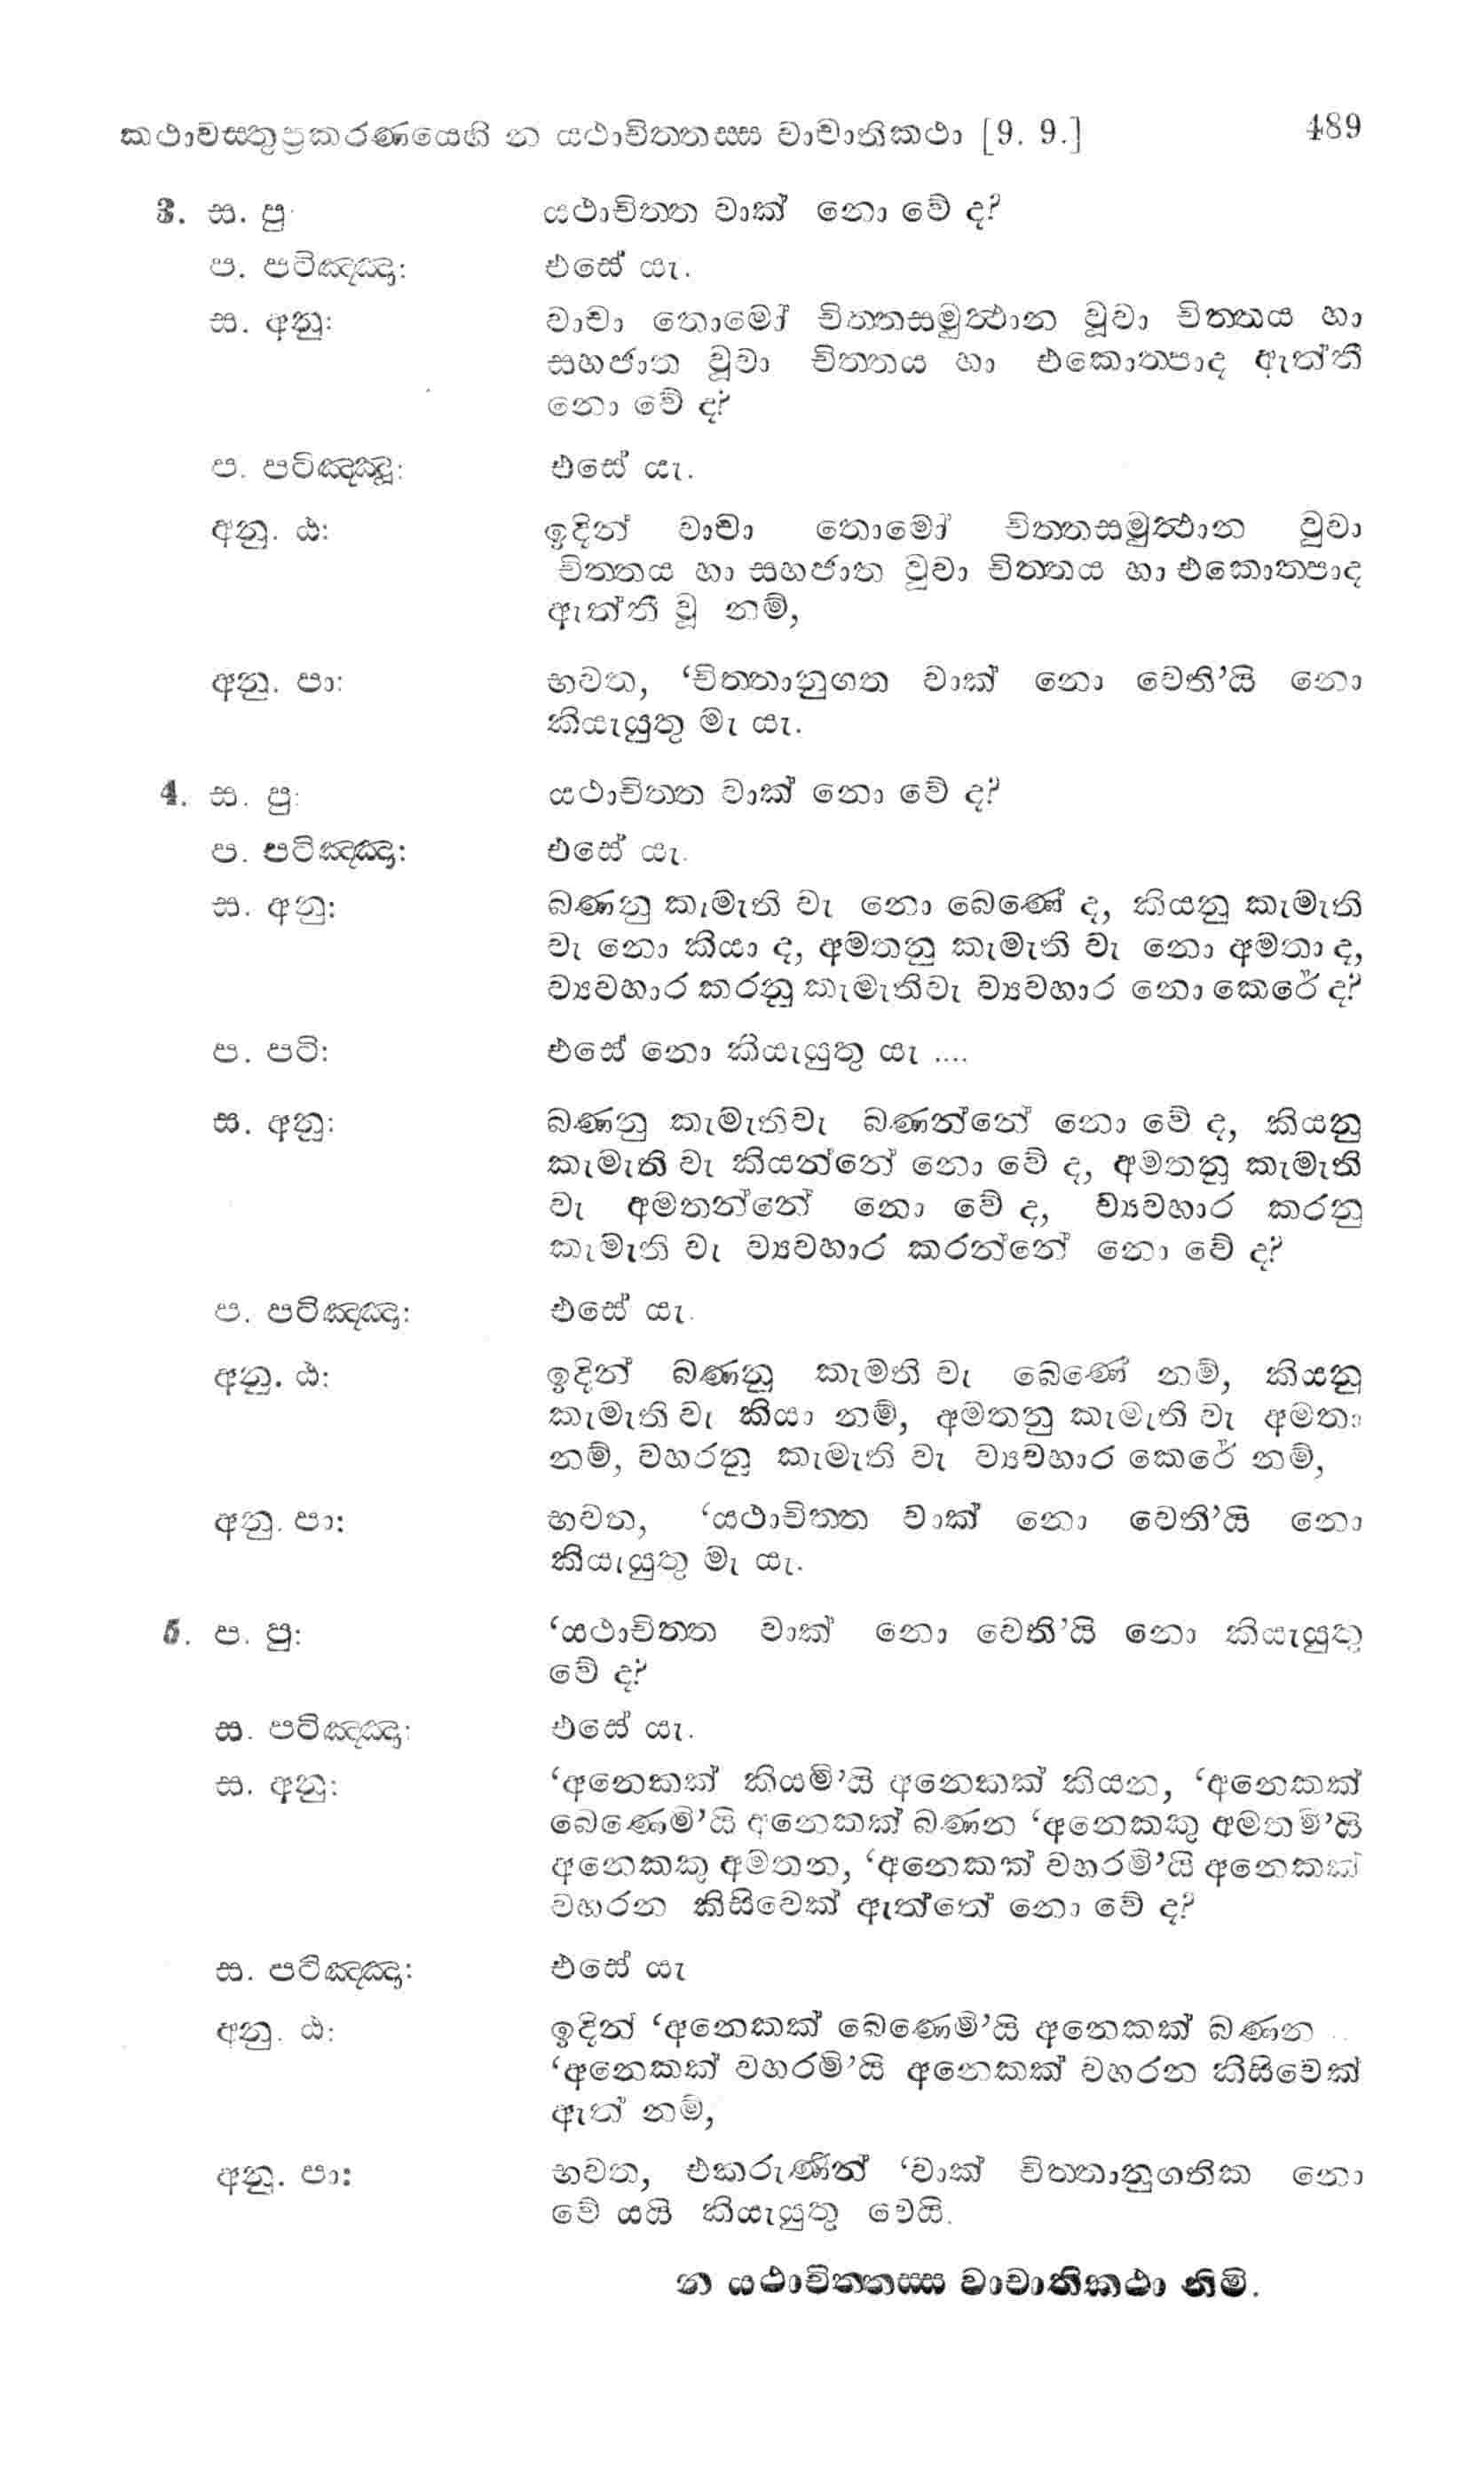 කථාවස්තුප්‍රකරණයෙහි න යථාචිත්තස්ස වාචාතිකථා [9. 9.] 489
3. ස. පු යථාචිත්ත වාක් නො වේ ද?
ප. පටිඤ්ඤා: එසේ යැ.
ස. අනු: වාචා තොමෝ චිත්තසමුත්ථාන වූවා චිත්තය හා
සහජාත වූවා චිත්තය හා එකොත්පාද ඇත්තී
නො වේ ද?
ප. පටිඤ්ඤා: එසේ යැ.
අනු. ඨ: ඉදින් වාචා තොමෝ චිත්තසමුත්ථාන වූවා
චිත්තය හා සහජාත වූවා චිත්තය හා එකොත්පාද
ඇත්තී වූ නම්,
අනු. පා: භවත, ‘චිත්තානුගත වාක් නො වෙති’යි නො
කියැයුතු මැ යැ.
4. ස. පු: යථාචිත්ත වාක් නො වේ ද?
ප. පටිඤ්ඤා: එසේ යැ.
ස. අනු: බණනු කැමැති වැ නො බෙණේ ද, කියනු කැමැති
වැ නො කියා ද, අමතනු කැමැති වැ නො අමතා ද,
ව්‍යවහාර කරනු කැමැතිවැ ව්‍යවහාර නො කෙරේ ද?
ප. පටි: එසේ නො කියැයුතු යැ ....
ස. අනු: බණනු කැමැතිවැ බණන්නේ නො වේ ද, කියනු
කැමැති වැ කියන්නේ නො වේ ද, අමතනු කැමැති
වැ අමතන්නේ නො වේ ද, ව්‍යවහාර කරනු
කැමැති වැ ව්‍යවහාර කරන්නේ නො වේ ද?
ප. පටිඤ්ඤා: එසේ යැ.
අනු. ඨ: ඉදින් බණනු කැමති වැ බෙණේ නම්, කියනු
කැමැති වැ කියා නම්, අමතනු කැමැති වැ අමතා
නම්, වහරනු කැමැති වැ ව්‍යවහාර කෙරේ නම්,
අනු. පා: භවත, ‘යථාචිත්ත වාක් නො වෙති’යි නො
කියැයුතු මැ යැ.
5. ප. පු: ‘යථාචිත්ත වාක් නො වෙති’යි නො කියැයුතු
වේ ද?
ස. පටිඤ්ඤා: එසේ යැ.
ස. අනු: ‘අනෙකක් කියමි’යි අනෙකක් කියන, ‘අනෙකක්
බෙණෙමි’යි අනෙකක් බණන ‘අනෙකකු අමතමි’යි
අනෙකකු අමතන, ‘අනෙකක් වහරමි’යි අනෙකක්
වහරන කිසිවෙක් ඇත්තේ නො වේ ද?
ස. පටිඤ්ඤා: එසේ යැ
අනු. ඨ: ඉදින් ‘අනෙකක් බෙණෙමි’යි අනෙකක් බණන ..
‘අනෙකක් වහරමි’යි අනෙකක් වහරන කිසිවෙක්
ඇත් නම්,
අනු. පා: භවත, එකරුණින් ‘වාක් චිත්තානුගතික නො
වේ යයි කියැයුතු වෙයි.
න යථාචිත්තස්ස වාචාතිකථා නිමි.